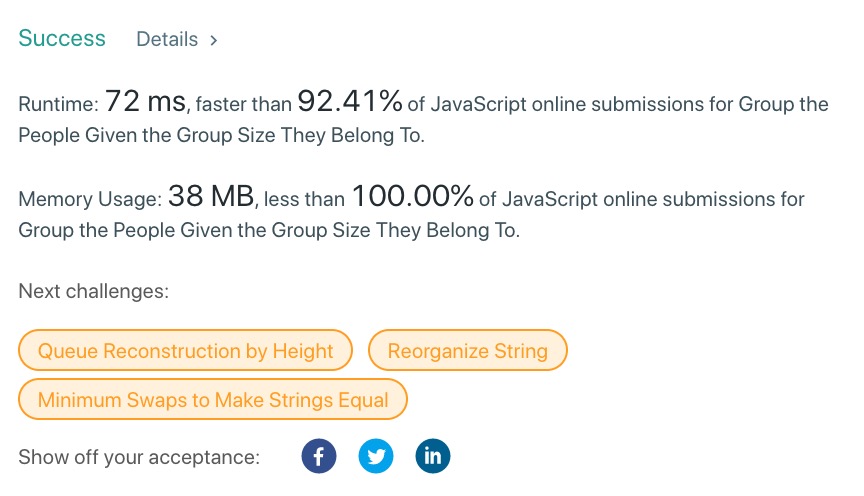 Success Details >
Runtime: 72 ms, faster than 92.41% of JavaScript online submissions for Group the
People Given the Group Size They Belong To.
Memory Usage: 38 MB, less than 100.00% of JavaScript online submissions for
Group the People Given the Group Size They Belong To.
Next challenges:
Queue Reconstruction by Height Reorganize String
Minimum Swaps to Make Strings Equal
Show off your acceptance: f in